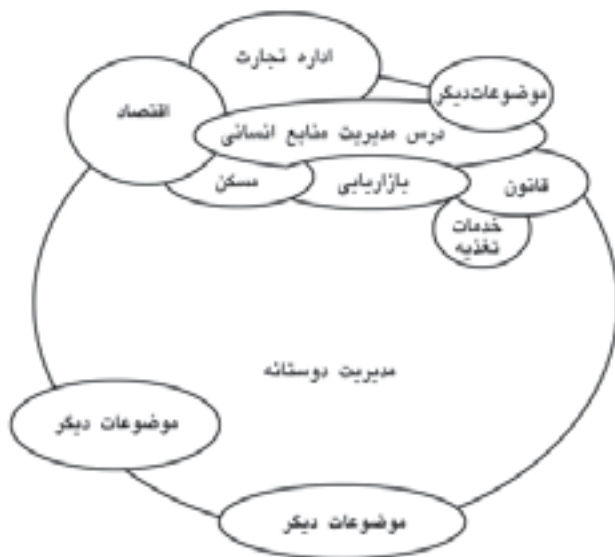 اداره تجارت
موضوعات‌دیگر
اقتصاد
درس مدیریت منابع انسانی
مسکن
بازاریابی
قانون
خدمات
تغذیه
مدیریت دوستانه
موضوعات دیگر
موضوعات دیگر